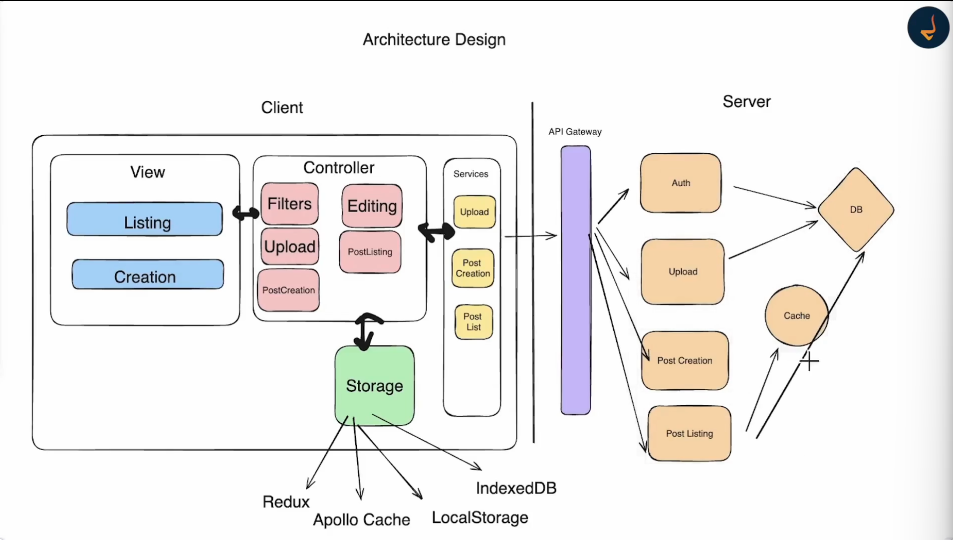 Architecture Design
Client
Server
API Gateway
View
Listing
Creation
Controller
Filters
Editing
Upload
PostListing
PostCreation
Services
Upload
Post
Creation
Post
List
Storage
Redux
Apollo Cache
LocalStorage
IndexedDB
Auth
Upload
Post Creation
Post Listing
Cache
DB